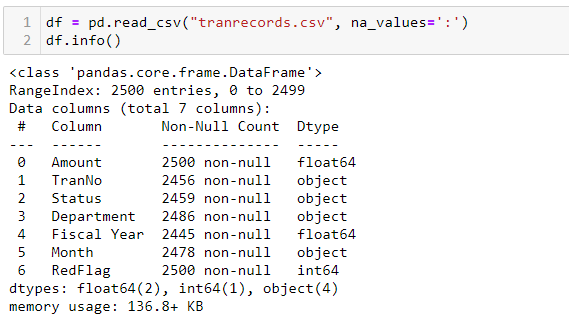 1 df = pd.read_csv("tranrecords.csv", na_values=':')
2 df.info()
<class 'pandas.core.frame.DataFrame'>
RangeIndex: 2500 entries, 0 to 2499
Data columns (total 7 columns):
 #   Column       Non-Null Count  Dtype
---  ------       --------------  -----
 0   Amount       2500 non-null   float64
 1   TranNo       2456 non-null   object
 2   Status       2459 non-null   object
 3   Department   2486 non-null   object
 4   Fiscal Year  2445 non-null   float64
 5   Month        2478 non-null   object
 6   RedFlag      2500 non-null   int64
dtypes: float64(2), int64(1), object(4)
memory usage: 136.8+ KB